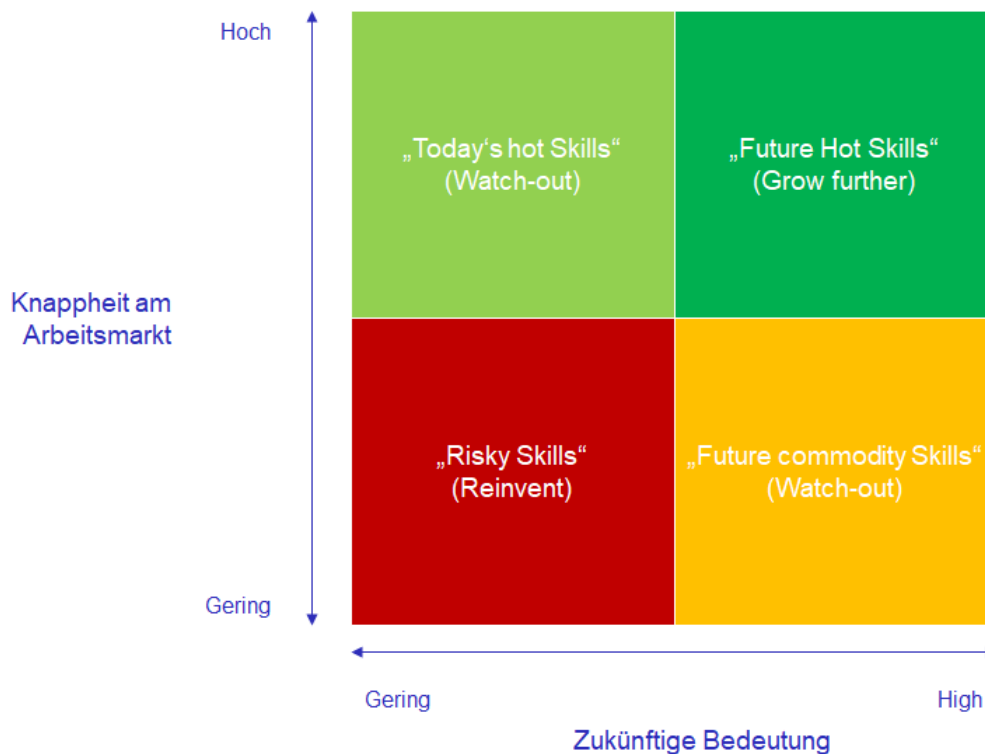 Hoch
„Today‘s hot Skills“
(Watch-out)
„Future Hot Skills“
(Grow further)
Knappheit am
Arbeitsmarkt
„Risky Skills“
(Reinvent)
„Future commodity Skills“
(Watch-out)
Gering
Gering
High
Zukünftige Bedeutung